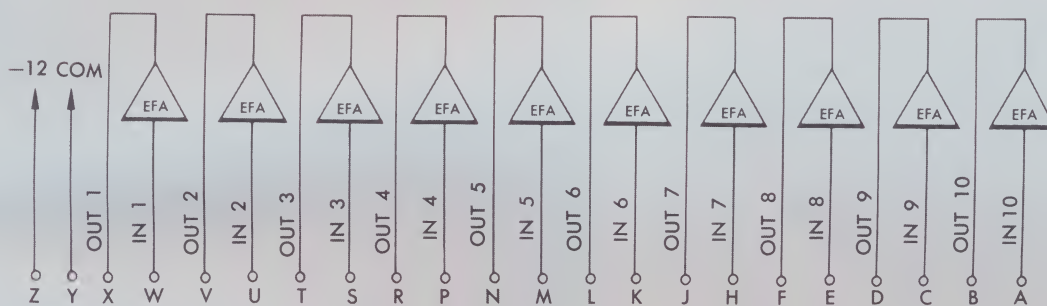 −12 COM
EFA EFA EFA EFA EFA EFA EFA EFA EFA EFA
OUT 1 IN 1 OUT 2 IN 2 OUT 3 IN 3 OUT 4 IN 4 OUT 5 IN 5 OUT 6 IN 6 OUT 7 IN 7 OUT 8 IN 8 OUT 9 IN 9 OUT 10 IN 10
Z Y X W V U T S R P N M L K J H F E D C B A